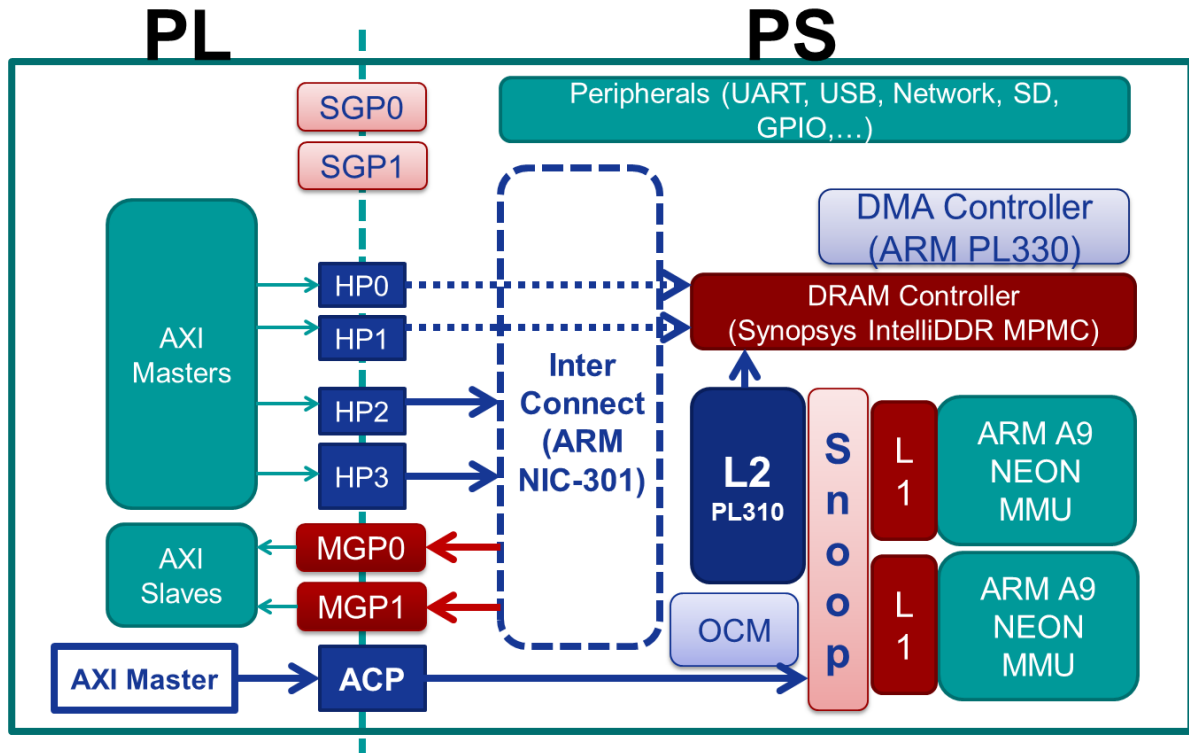 PL
PS
SGP0
SGP1
Peripherals (UART, USB, Network, SD,
GPIO,...)
DMA Controller
(ARM PL330)
DRAM Controller
(Synopsys IntelliDDR MPMC)
AXI
Masters
HP0
HP1
HP2
HP3
Inter
Connect
(ARM
NIC-301)
L2
PL310
Snoop
L
1
ARM A9
NEON
MMU
AXI
Slaves
MGP0
MGP1
OCM
L
1
ARM A9
NEON
MMU
AXI Master
ACP